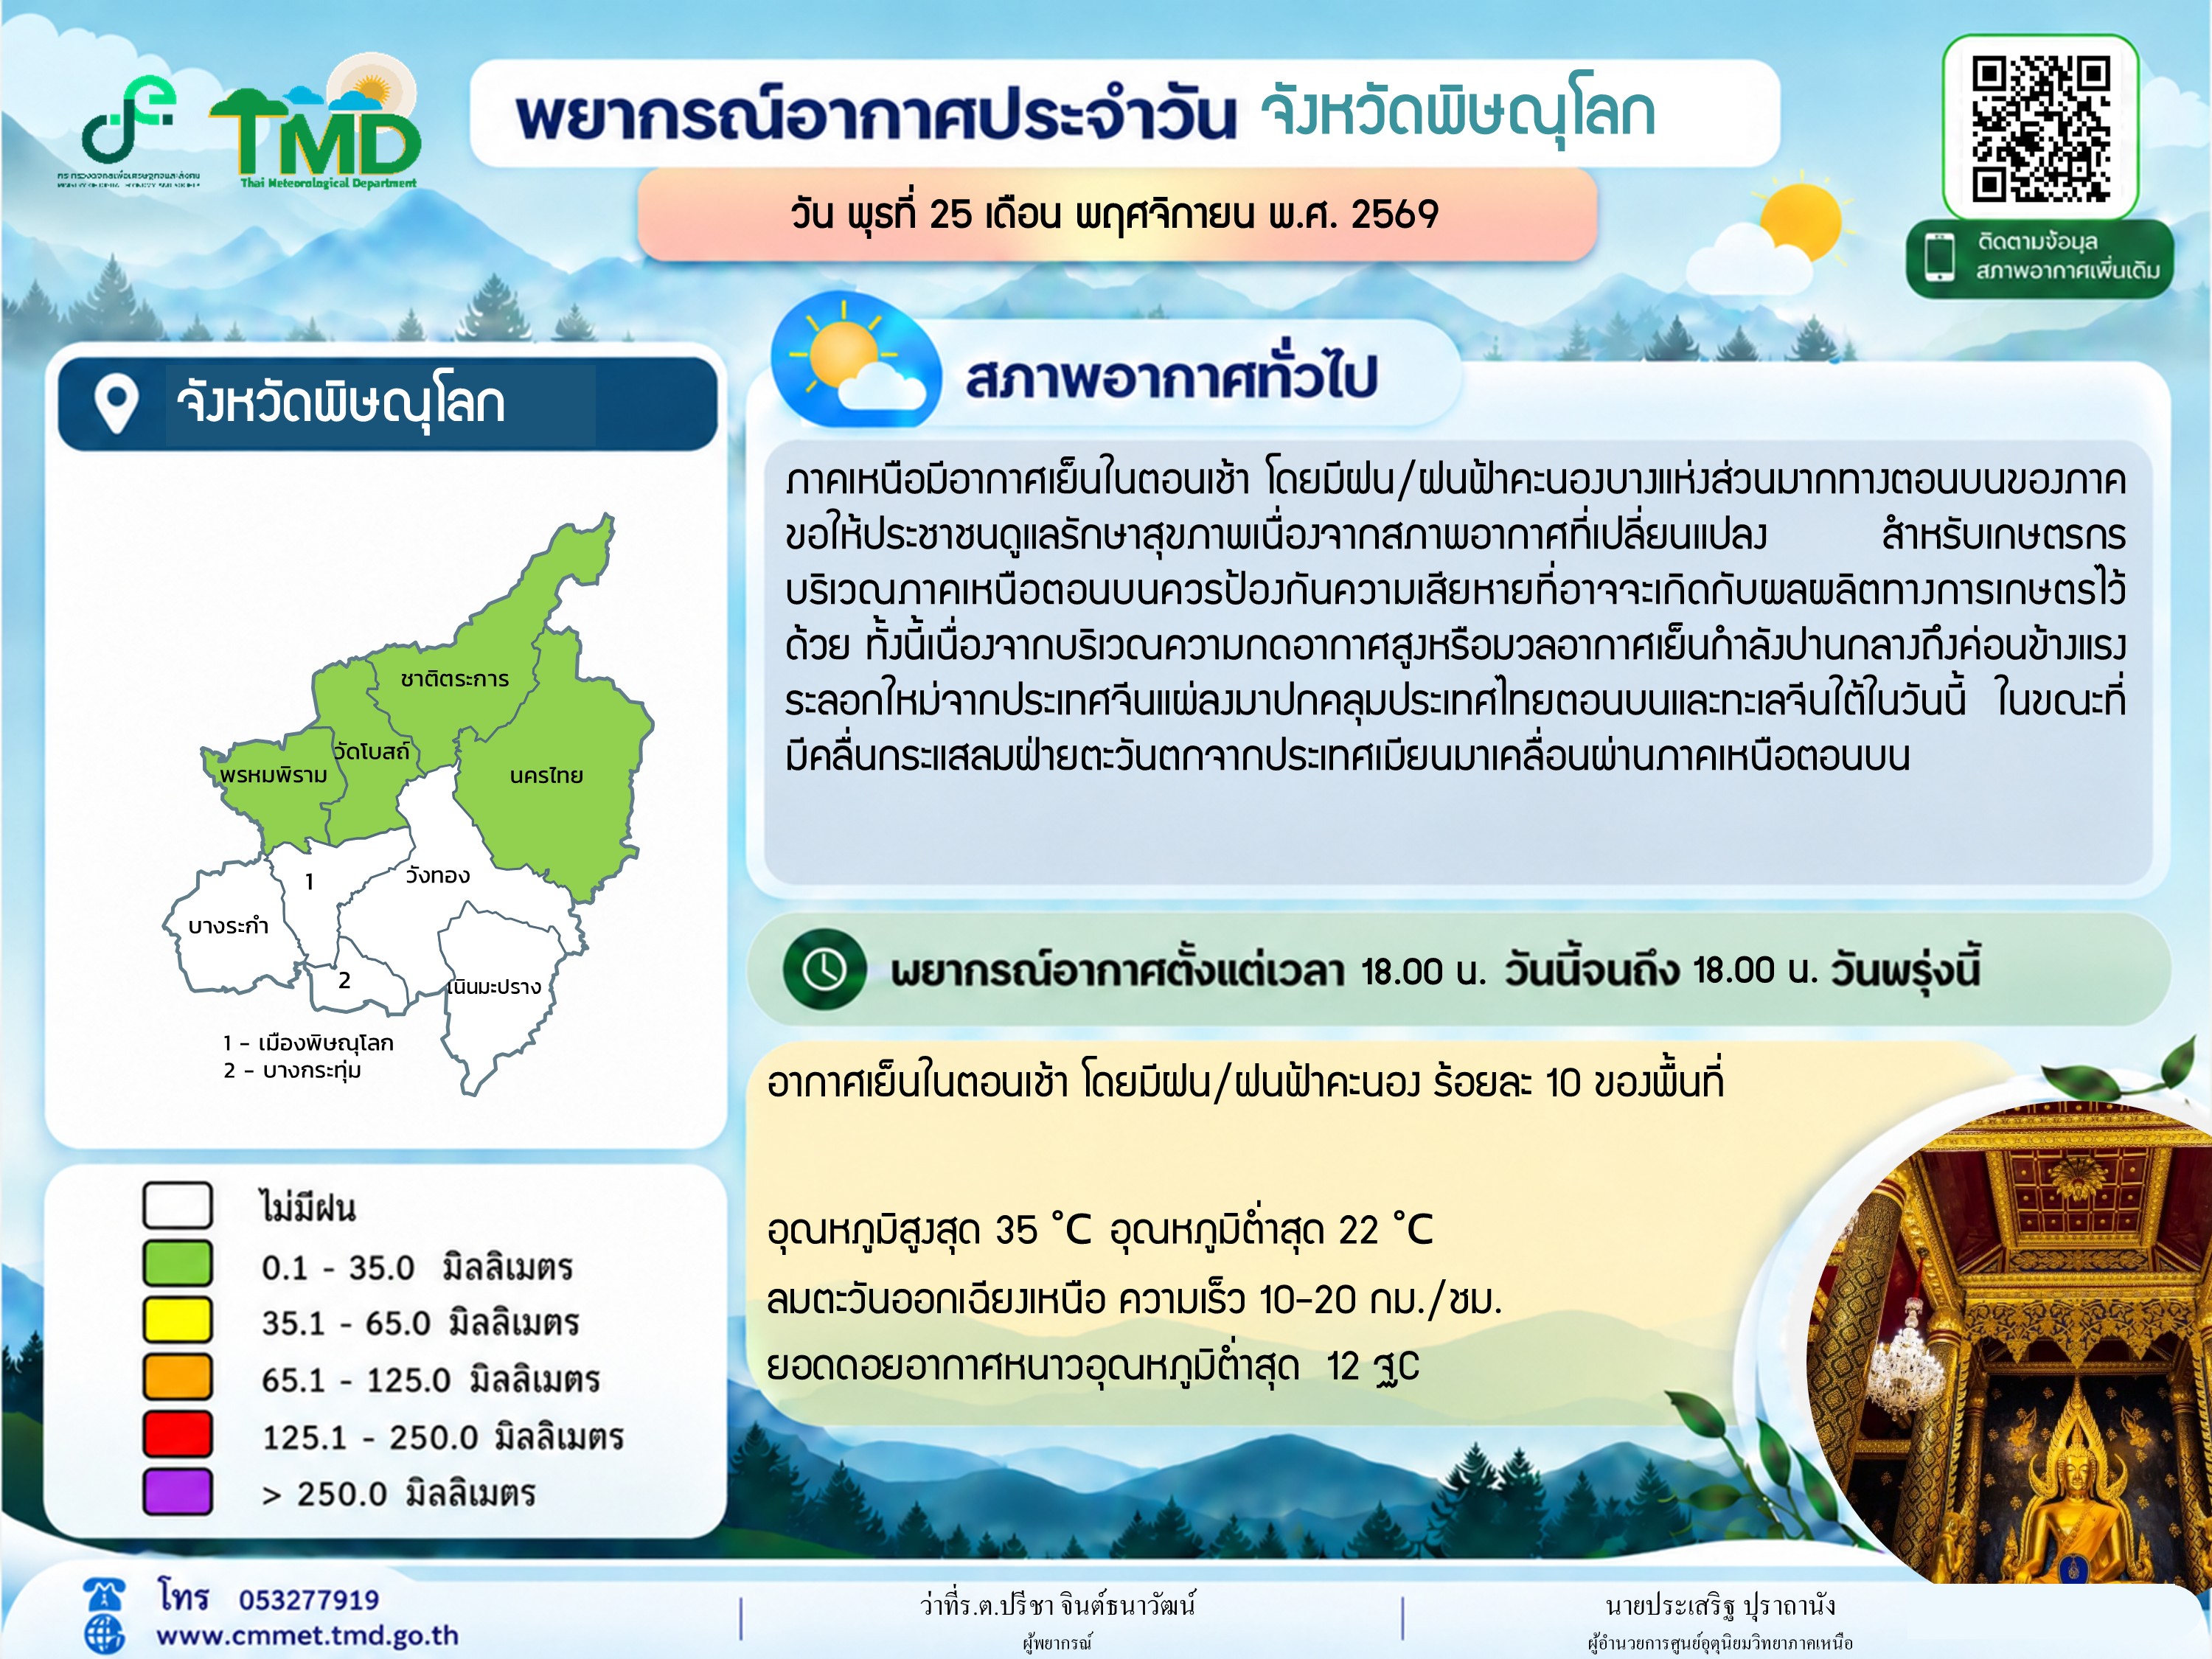 พยากรณ์อากาศประจำวัน จังหวัดพิษณุโลก
วัน พุธที่ 25 เดือน พฤศจิกายน พ.ศ. 2569
TMD
Thai Meteorological Department
ติดตามข้อมูล
สภาพอากาศเพิ่มเติม
จังหวัดพิษณุโลก
ชาติตระการ
วัดโบสถ์
พรหมพิราม
นครไทย
1
วังทอง
บางระกำ
2
เนินมะปราง
1 - เมืองพิษณุโลก
2 - บางกระทุ่ม
ไม่มีฝน
0.1 - 35.0 มิลลิเมตร
35.1 - 65.0 มิลลิเมตร
65.1 - 125.0 มิลลิเมตร
125.1 - 250.0 มิลลิเมตร
> 250.0 มิลลิเมตร
สภาพอากาศทั่วไป
ภาคเหนือมีอากาศเย็นในตอนเช้า โดยมีฝน/ฝนฟ้าคะนองบางแห่งส่วนมากทางตอนบนของภาค
ขอให้ประชาชนดูแลรักษาสุขภาพเนื่องจากสภาพอากาศที่เปลี่ยนแปลง สำหรับเกษตรกร
บริเวณภาคเหนือตอนบนควรป้องกันความเสียหายที่อาจจะเกิดกับผลผลิตทางการเกษตรไว้
ด้วย ทั้งนี้เนื่องจากบริเวณความกดอากาศสูงหรือมวลอากาศเย็นกำลังปานกลางถึงค่อนข้างแรง
ระลอกใหม่จากประเทศจีนแผ่ลงมาปกคลุมประเทศไทยตอนบนและทะเลจีนใต้ในวันนี้ ในขณะที่
มีคลื่นกระแสลมฝ่ายตะวันตกจากประเทศเมียนมาเคลื่อนผ่านภาคเหนือตอนบน
พยากรณ์อากาศตั้งแต่เวลา 18.00 น. วันนี้จนถึง 18.00 น. วันพรุ่งนี้
อากาศเย็นในตอนเช้า โดยมีฝน/ฝนฟ้าคะนอง ร้อยละ 10 ของพื้นที่
อุณหภูมิสูงสุด 35 °C อุณหภูมิต่ำสุด 22 °C
ลมตะวันออกเฉียงเหนือ ความเร็ว 10-20 กม./ชม.
ยอดดอยอากาศหนาวอุณหภูมิต่ำสุด 12 ฐC
โทร 053277919
www.cmmet.tmd.go.th
ว่าที่ร.ต.ปรีชา จินต์ธนาวัฒน์
ผู้พยากรณ์
นายประเสริฐ ปุราถานัง
ผู้อำนวยการศูนย์อุตุนิยมวิทยาภาคเหนือ